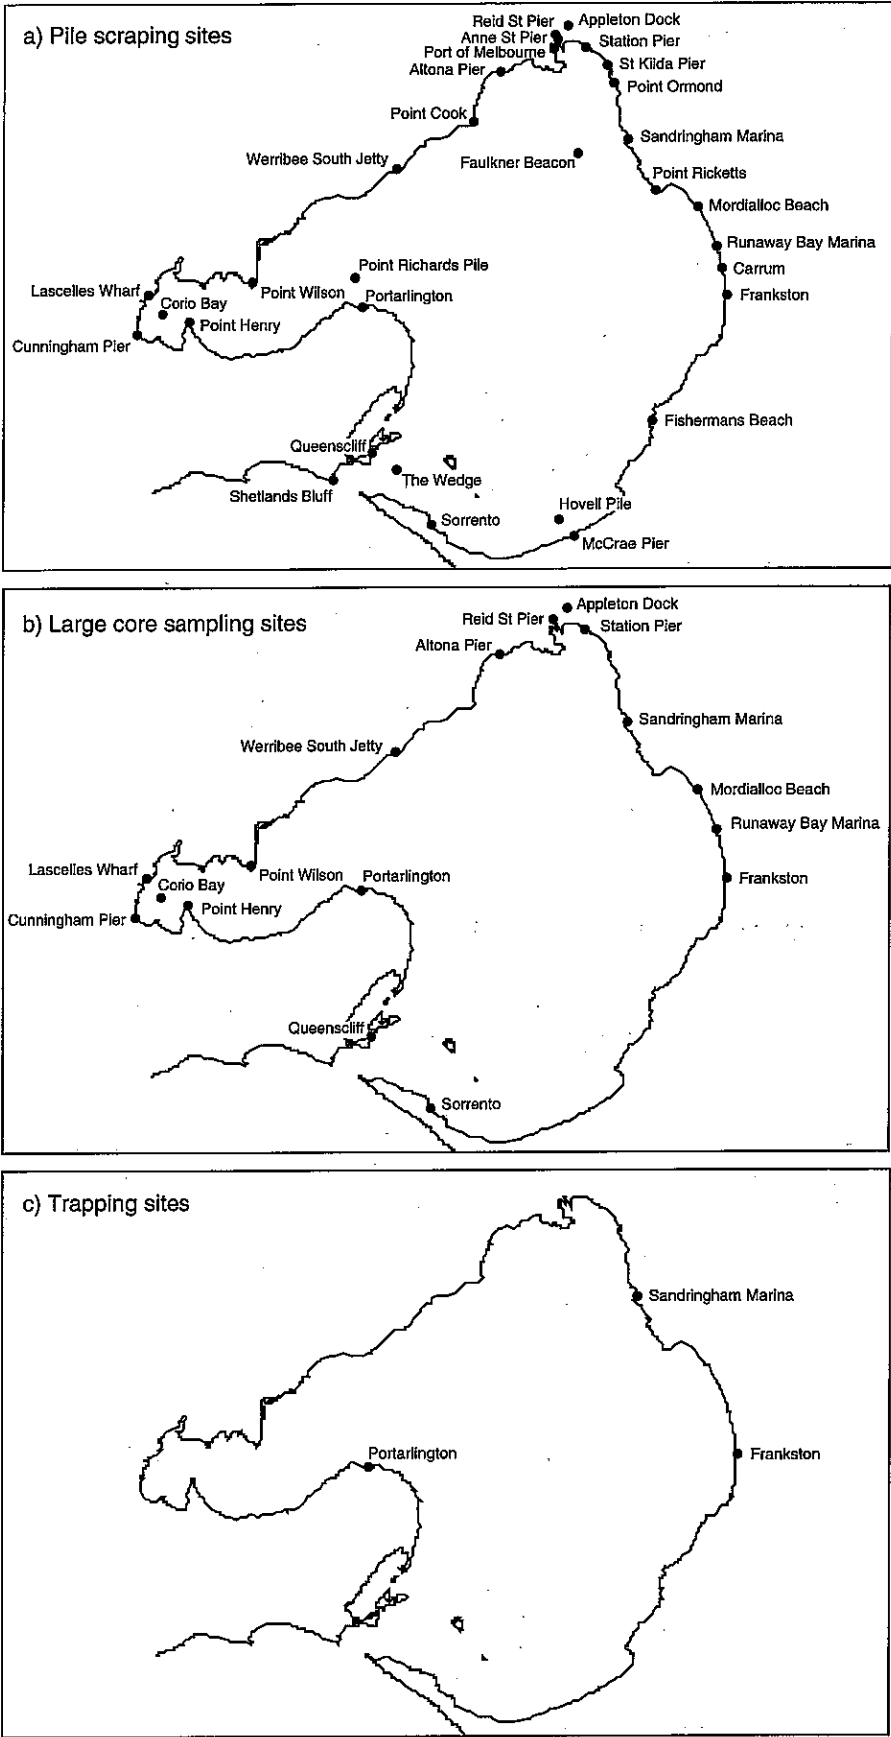 a) Pile scraping sites
Reid St Pier
Appleton Dock
Anne St Pier
Station Pier
Port of Melbourne
St Kilda Pier
Altona Pier
Point Ormond
Point Cook
Sandringham Marina
Werribee South Jetty
Faulkner Beacon
Point Ricketts
Mordialloc Beach
Runaway Bay Marina
Point Richards Pile
Carrum
Lascelles Wharf
Point Wilson
Portarlington
Frankston
Corio Bay
Point Henry
Cunningham Pier
Fishermans Beach
Queenscliff
The Wedge
Shetlands Bluff
Hovell Pile
Sorrento
McCrae Pier
b) Large core sampling sites
Appleton Dock
Reid St Pier
Station Pier
Altona Pier
Sandringham Marina
Werribee South Jetty
Mordialloc Beach
Runaway Bay Marina
Lascelles Wharf
Point Wilson
Portarlington
Frankston
Corio Bay
Point Henry
Cunningham Pier
Queenscliff
Sorrento
c) Trapping sites
Sandringham Marina
Portarlington
Frankston